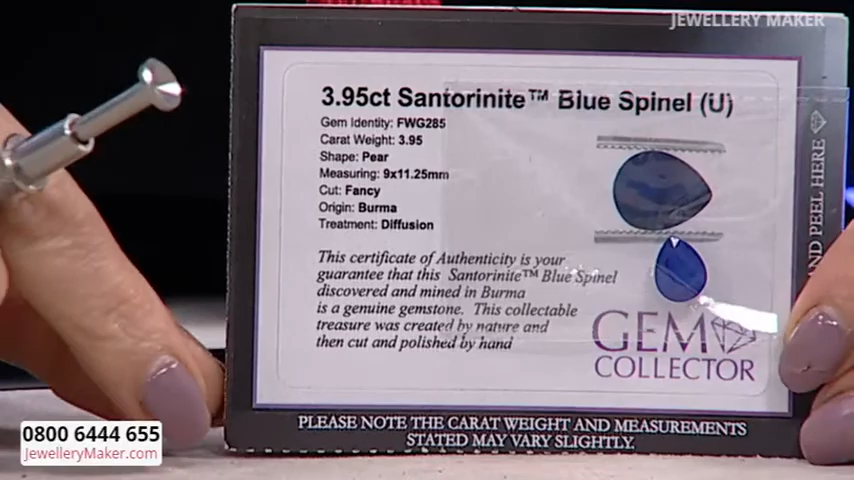 JEWELLERY MAKER
3.95ct Santorinite™ Blue Spinel (U)
Gem Identity: FWG285
Carat Weight: 3.95
Shape: Pear
Measuring: 9x11.25mm
Cut: Fancy
Origin: Burma
Treatment: Diffusion
This certificate of Authenticity is your
guarantee that this Santorinite™ Blue Spinel
discovered and mined in Burma
is a genuine gemstone. This collectable
treasure was created by nature and
then cut and polished by hand
GEM
COLLECTOR
PLEASE NOTE THE CARAT WEIGHT AND MEASUREMENTS
STATED MAY VARY SLIGHTLY.
AND PEEL HERE
0800 6444 655
JewelleryMaker.com